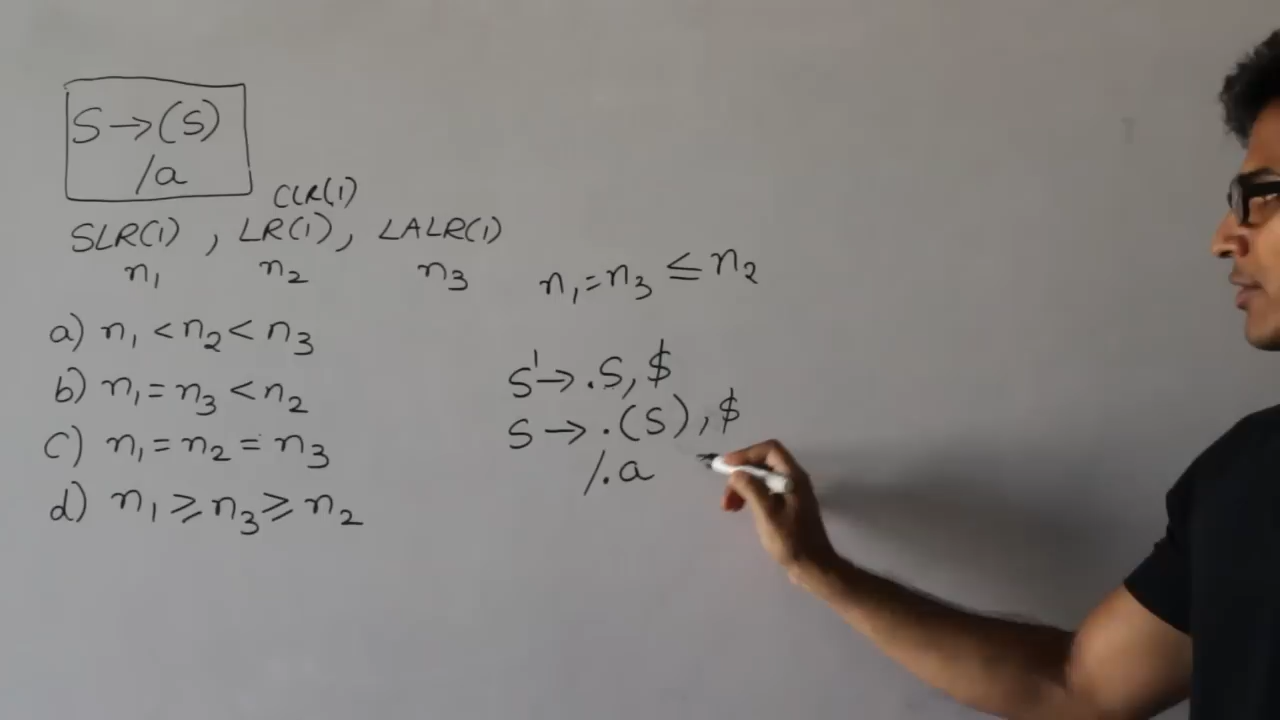 S→(S)
/a
CLR(1)
SLR(1) , LR(1), LALR(1)
n₁ n₂ n₃
n₁=n₃ ≤ n₂
a) n₁ < n₂ < n₃
b) n₁ = n₃ < n₂
c) n₁ = n₂ = n₃
d) n₁ ≥ n₃ ≥ n₂
S'→ .S, $
S → .(S), $
/.a